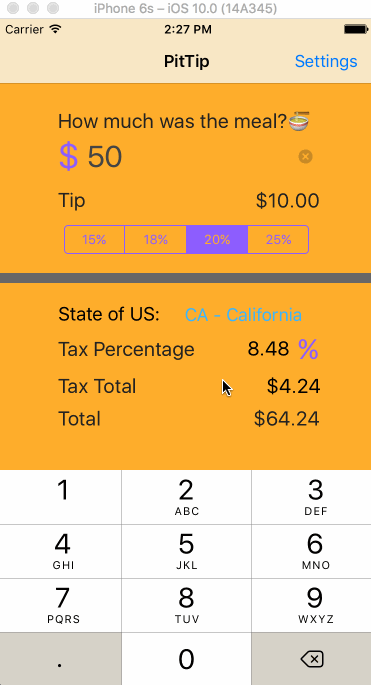 iPhone 6s – iOS 10.0 (14A345)
Carrier 2:27 PM
PitTip Settings
How much was the meal?🍜
$ 50
Tip $10.00
15% 18% 20% 25%
State of US: CA - California
Tax Percentage 8.48 %
Tax Total $4.24
Total $64.24
1 2 3
ABC DEF
4 5 6
GHI JKL MNO
7 8 9
PQRS TUV WXYZ
. 0